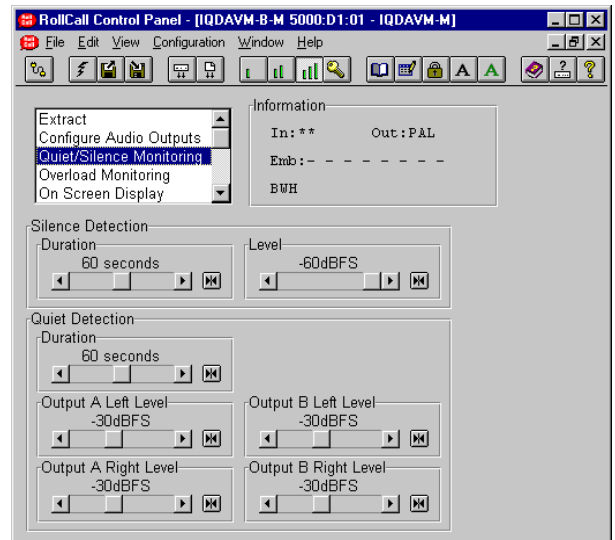 RollCall Control Panel - [IQDAVM-B-M 5000:D1:01 - IQDAVM-M]
File Edit View Configuration Window Help
A A
Extract
Configure Audio Outputs
Quiet/Silence Monitoring
Overload Monitoring
On Screen Display
Information
In:** Out:PAL
Emb:- - - - - - - -
BWH
Silence Detection
Duration
60 seconds
Level
-60dBFS
Quiet Detection
Duration
60 seconds
Output A Left Level
-30dBFS
Output B Left Level
-30dBFS
Output A Right Level
-30dBFS
Output B Right Level
-30dBFS